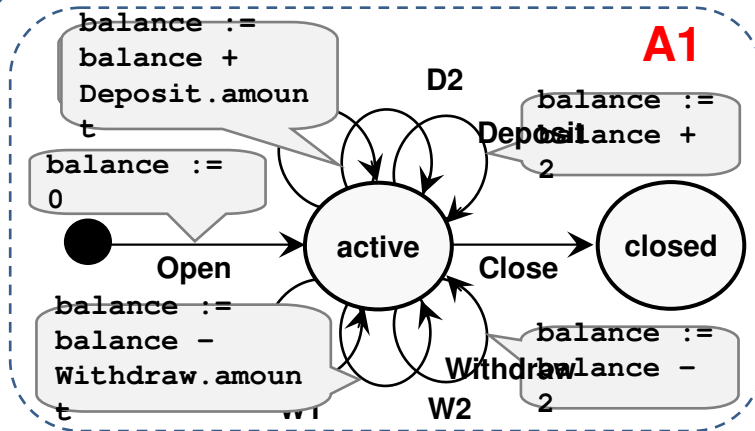 balance :=
balance +
Deposit.amoun
t
A1
D2
balance :=
balance +
2
Deposit
balance :=
0
active
closed
Open
Close
balance :=
balance –
Withdraw.amoun
t
balance :=
balance –
2
Withdraw
W1
W2